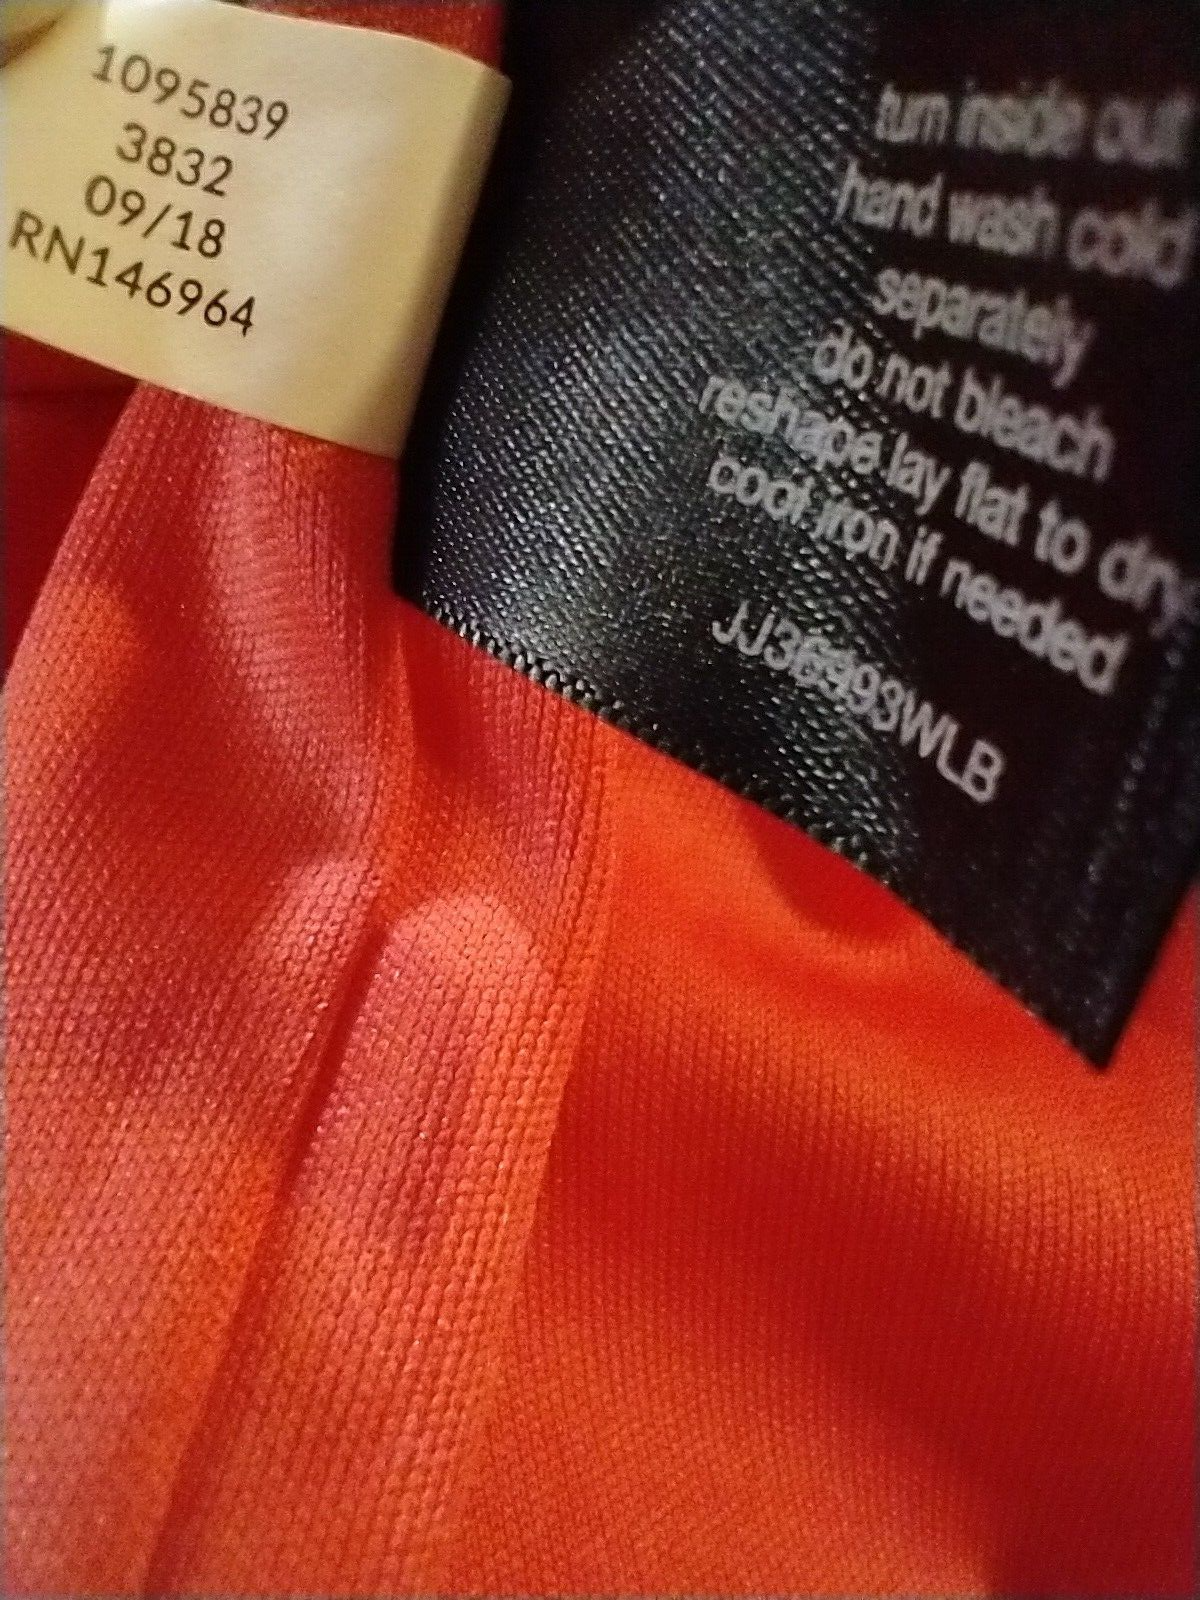 1095839
3832
09/18
RN146964
turn inside out
hand wash cold
separately
do not bleach
reshape,lay flat to dry
cool iron if needed
JJ36993WLB